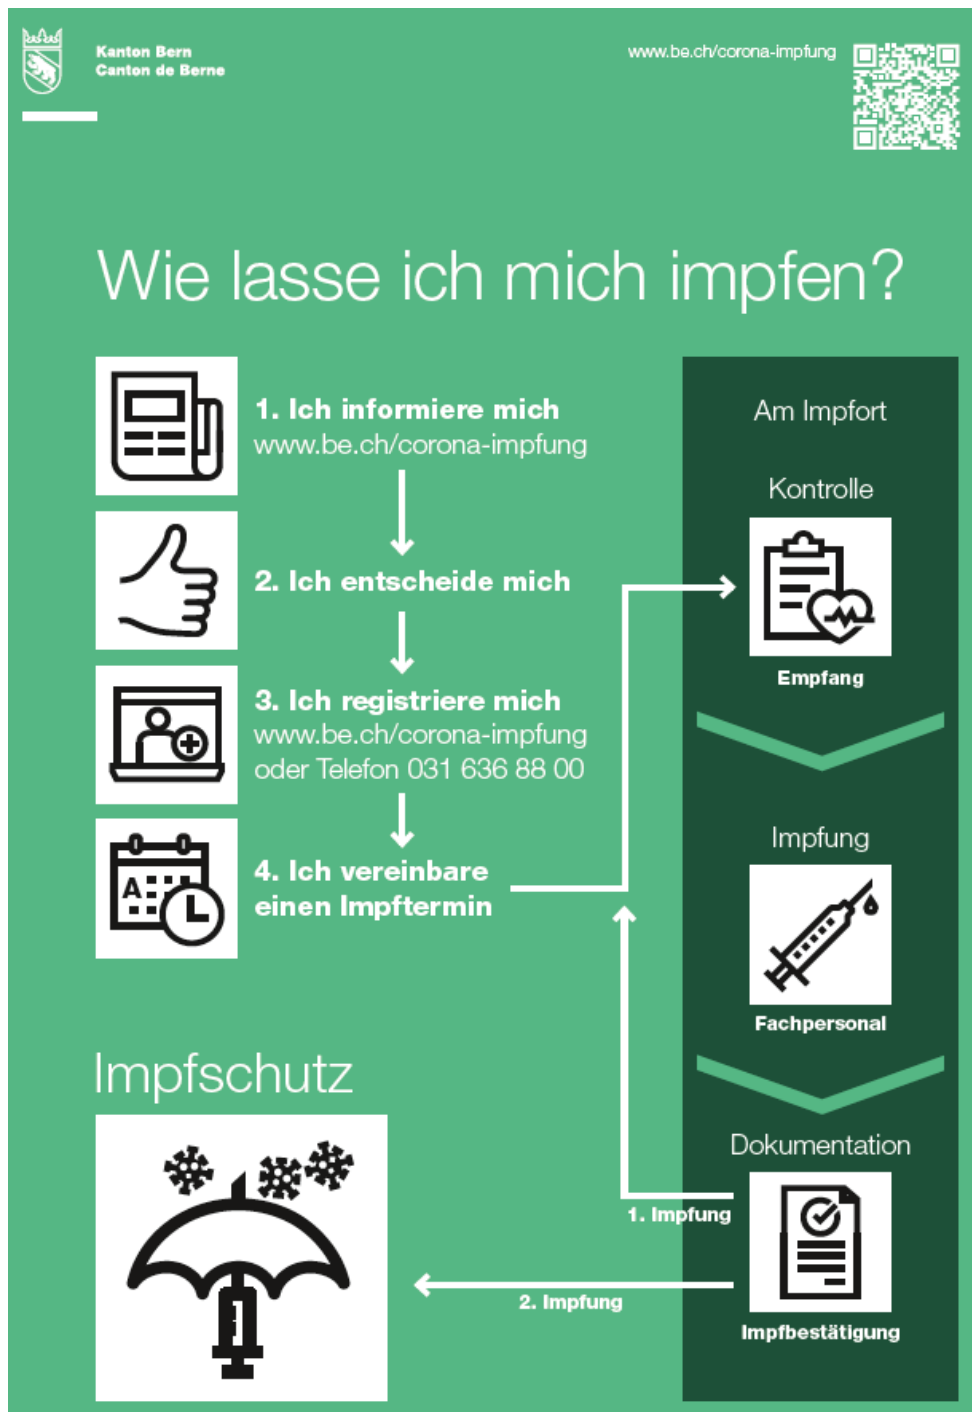 Kanton Bern
Canton de Berne
www.be.ch/corona-impfung
Wie lasse ich mich impfen?
1. Ich informiere mich
www.be.ch/corona-impfung
2. Ich entscheide mich
3. Ich registriere mich
www.be.ch/corona-impfung
oder Telefon 031 636 88 00
4. Ich vereinbare
einen Impftermin
A
Am Impfort
Kontrolle
Empfang
Impfung
Fachpersonal
Dokumentation
1. Impfung
2. Impfung
Impfbestätigung
Impfschutz